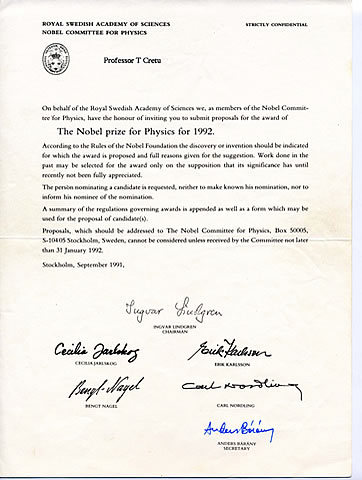 ROYAL SWEDISH ACADEMY OF SCIENCES
NOBEL COMMITTEE FOR PHYSICS
STRICTLY CONFIDENTIAL
Professor T Cretu
On behalf of the Royal Swedish Academy of Sciences we, as members of the Nobel Commit-
tee for Physics, have the honour of inviting you to submit proposals for the award of
The Nobel prize for Physics for 1992.
According to the Rules of the Nobel Foundation the discovery or invention should be indicated
for which the award is proposed and full reasons given for the suggestion. Work done in the
past may be selected for the award only on the supposition that its significance has until
recently not been fully appreciated.
The person nominating a candidate is requested, neither to make known his nomination, nor to
inform his nominee of the nomination.
A summary of the regulations governing awards is appended as well as a form which may be
used for the proposal of candidate(s).
Proposals, which should be addressed to The Nobel Committee for Physics, Box 50005,
S-10405 Stockholm, Sweden, cannot be considered unless received by the Committee not later
than 31 January 1992.
Stockholm, September 1991,
Ingvar Lindgren
INGVAR LINDGREN
CHAIRMAN
Cecilia Jarlskog
CECILIA JARLSKOG
Erik Karlsson
ERIK KARLSSON
Bengt Nagel
BENGT NAGEL
Carl Nordling
CARL NORDLING
Anders Bárány
ANDERS BÁRÁNY
SECRETARY